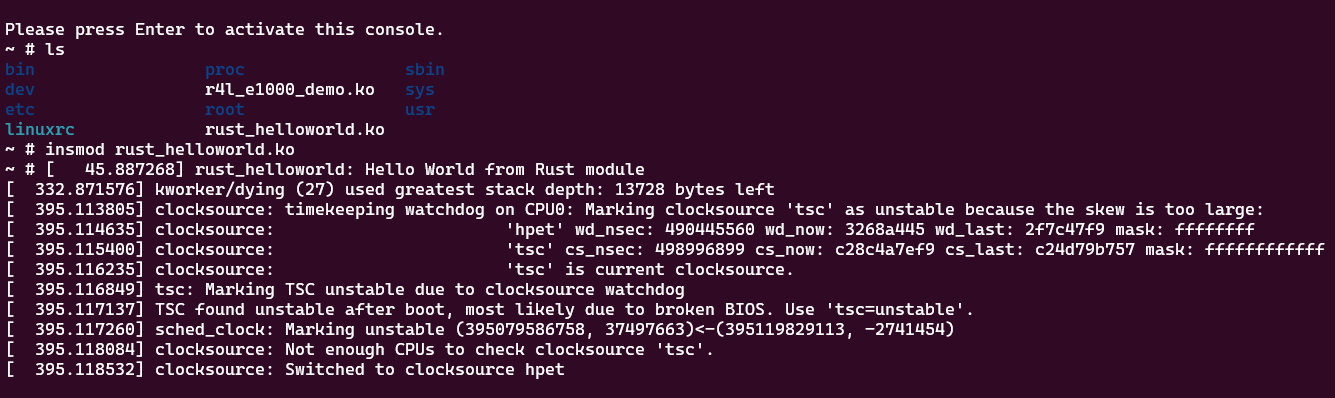 Please press Enter to activate this console.
~ # ls
bin                 proc                sbin
dev                 r4l_e1000_demo.ko   sys
etc                 root                usr
linuxrc             rust_helloworld.ko
~ # insmod rust_helloworld.ko
~ # [   45.887268] rust_helloworld: Hello World from Rust module
[  332.871576] kworker/dying (27) used greatest stack depth: 13728 bytes left
[  395.113805] clocksource: timekeeping watchdog on CPU0: Marking clocksource 'tsc' as unstable because the skew is too large:
[  395.114635] clocksource:                       'hpet' wd_nsec: 490445560 wd_now: 3268a445 wd_last: 2f7c47f9 mask: ffffffff
[  395.115400] clocksource:                       'tsc' cs_nsec: 498996899 cs_now: c28c4a7ef9 cs_last: c24d79b757 mask: ffffffffffff
[  395.116235] clocksource:                       'tsc' is current clocksource.
[  395.116849] tsc: Marking TSC unstable due to clocksource watchdog
[  395.117137] TSC found unstable after boot, most likely due to broken BIOS. Use 'tsc=unstable'.
[  395.117260] sched_clock: Marking unstable (395079586758, 37497663)<-(395119829113, -2741454)
[  395.118084] clocksource: Not enough CPUs to check clocksource 'tsc'.
[  395.118532] clocksource: Switched to clocksource hpet